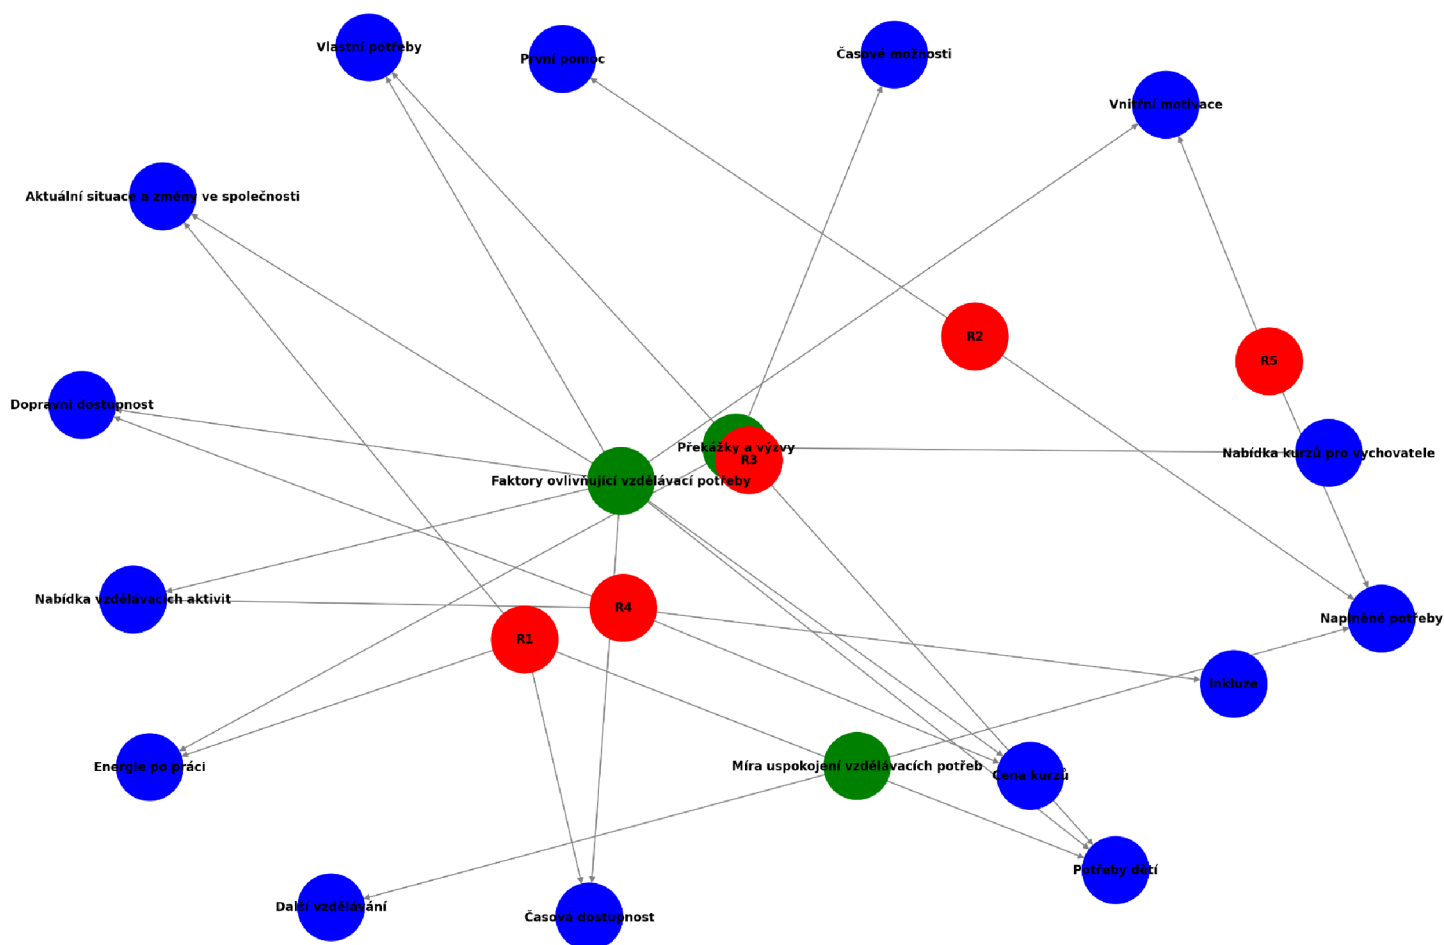 Vlastní potřeby
První pomoc
Časové možnosti
Vnitřní motivace
Aktuální situace a změny ve společnosti
R2
R5
Dopravní dostupnost
Překážky a výzvy
R3
Nabídka kurzů pro vychovatele
Faktory ovlivňující vzdělávací potřeby
Nabídka vzdělávacích aktivit
R4
Naplněné potřeby
R1
Inkluze
Energie po práci
Míra uspokojení vzdělávacích potřeb
Cena kurzů
Potřeby dětí
Další vzdělávání
Časová dostupnost